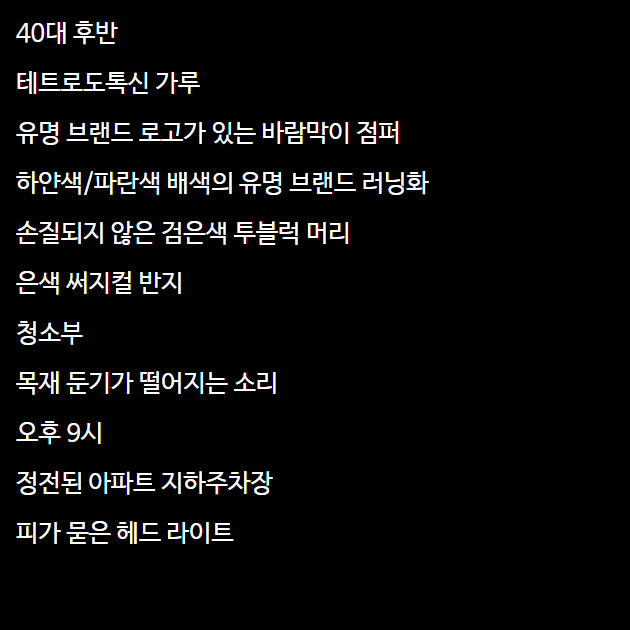 40대 후반
테트로도톡신 가루
유명 브랜드 로고가 있는 바람막이 점퍼
하얀색/파란색 배색의 유명 브랜드 러닝화
손질되지 않은 검은색 투블럭 머리
은색 써지컬 반지
청소부
목재 둔기가 떨어지는 소리
오후 9시
정전된 아파트 지하주차장
피가 묻은 헤드 라이트